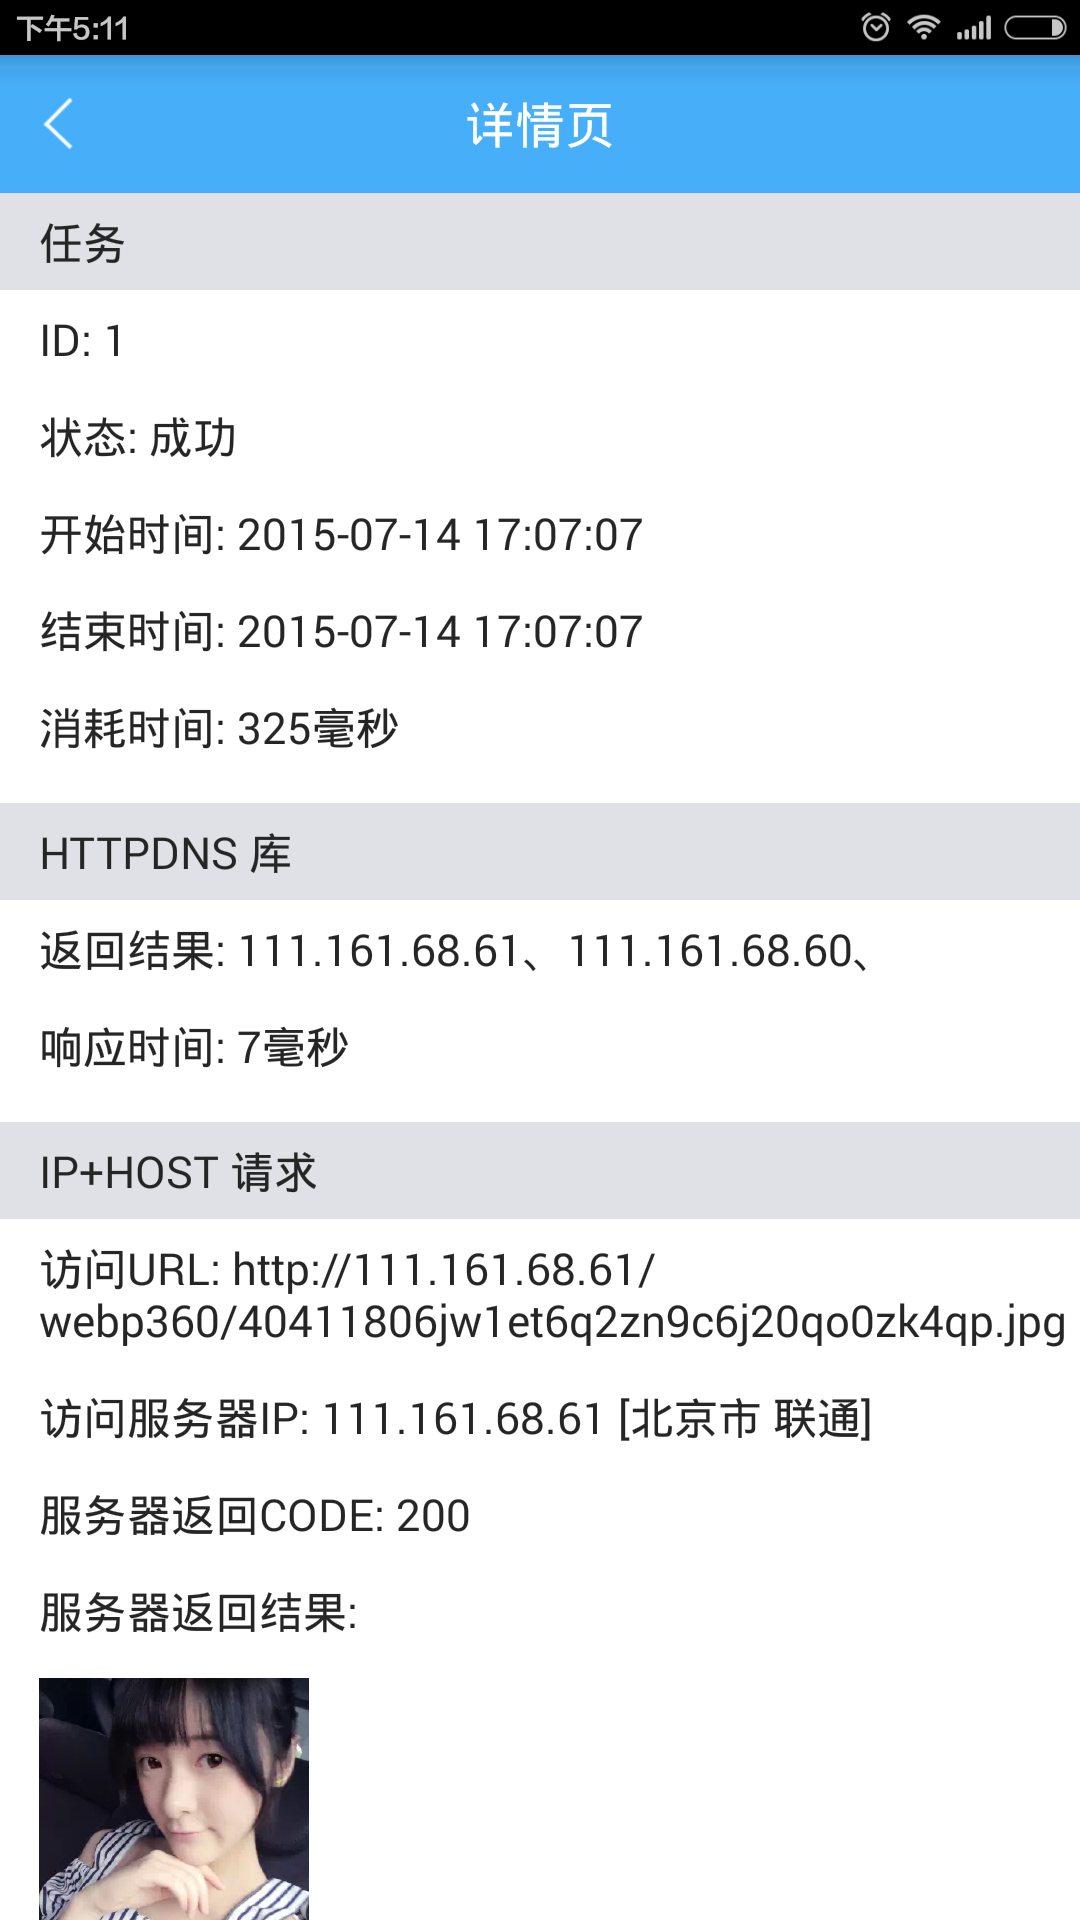 下午5:11
详情页
任务
ID: 1
状态: 成功
开始时间: 2015-07-14 17:07:07
结束时间: 2015-07-14 17:07:07
消耗时间: 325毫秒
HTTPDNS 库
返回结果: 111.161.68.61、111.161.68.60、
响应时间: 7毫秒
IP+HOST 请求
访问URL: http://111.161.68.61/
webp360/40411806jw1et6q2zn9c6j20qo0zk4qp.jpg
访问服务器IP: 111.161.68.61 [北京市 联通]
服务器返回CODE: 200
服务器返回结果: